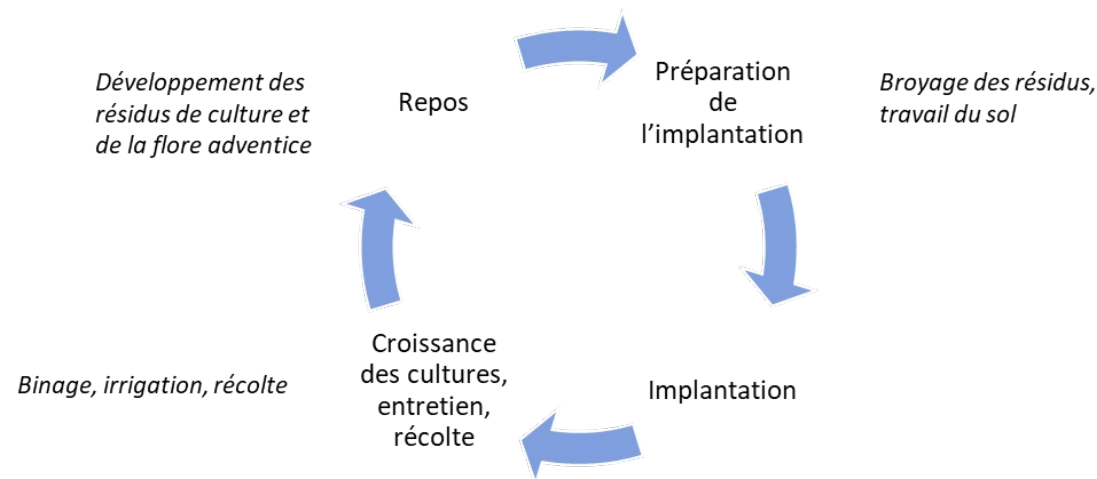 Développement des
résidus de culture et
de la flore adventice
Repos
Préparation
de
l’implantation
Broyage des résidus,
travail du sol
Binage, irrigation, récolte
Croissance
des cultures,
entretien,
récolte
Implantation